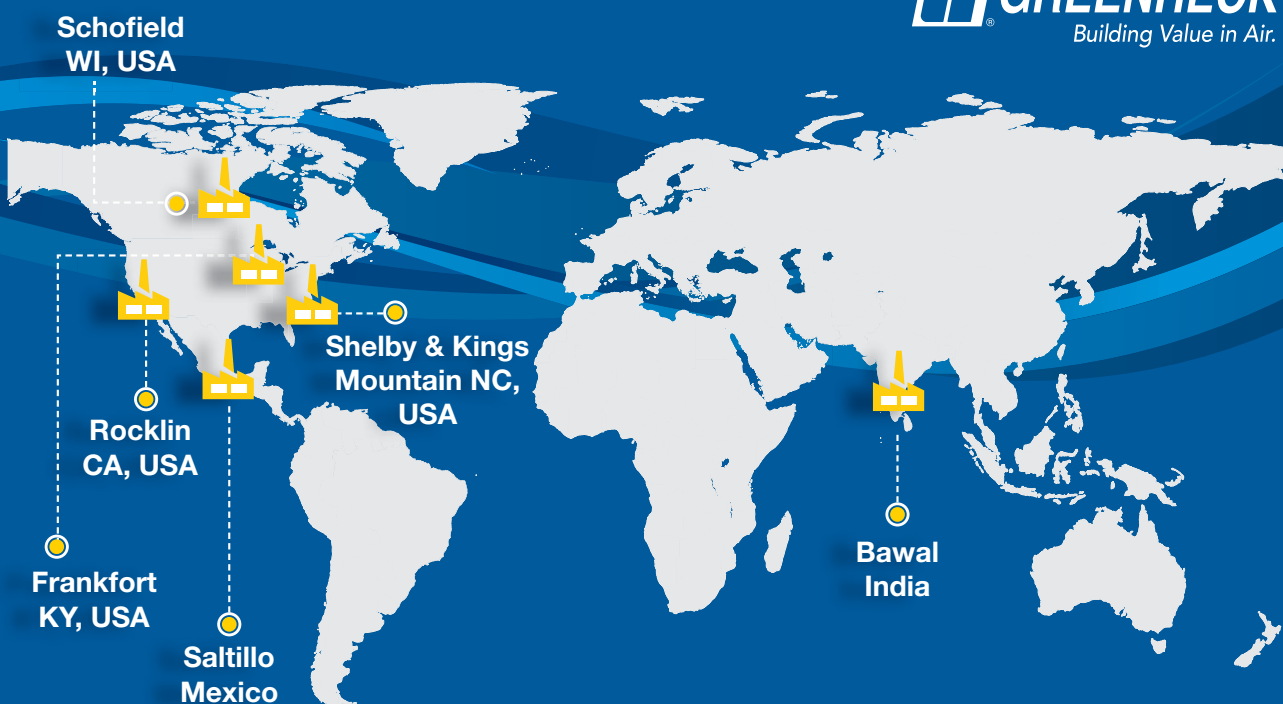 GREENHECK
®
Building Value in Air.
Schofield
WI, USA
Shelby & Kings
Mountain NC,
USA
Rocklin
CA, USA
Frankfort
KY, USA
Saltillo
Mexico
Bawal
India